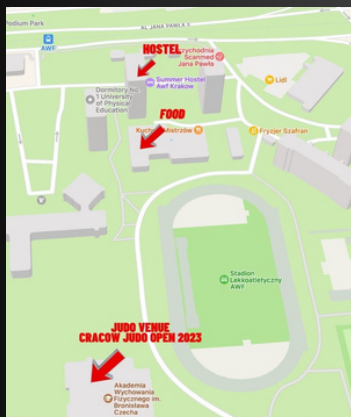 Podium Park
AL. JANA PAWŁA II
AWF
HOSTEL
Przychodnia
Scanmed
Jana Pawła
Summer Hostel
Awf Krakow
Lidl
Dormitory No.
1 University
of Physical
Education
FOOD
Kuchnia Mistrzów
Fryzjer Szafran
Stadion
Lekkoatletyczny
AWF
JUDO VENUE
CRACOW JUDO OPEN 2023
Akademia
Wychowania
Fizycznego im.
Bronisława
Czecha